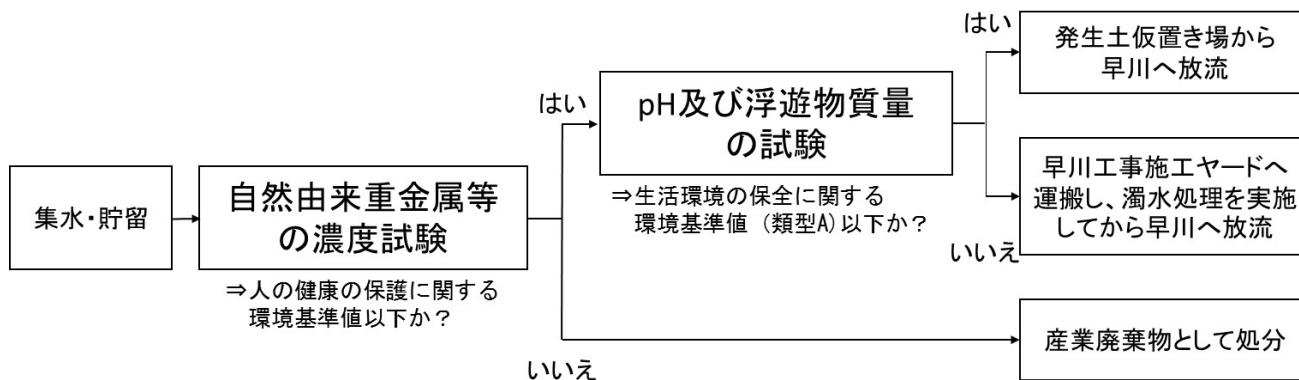 集水・貯留
自然由来重金属等
の濃度試験
⇒人の健康の保護に関する
環境基準値以下か?
はい
いいえ
pH及び浮遊物質量
の試験
⇒生活環境の保全に関する
環境基準値(類型A)以下か?
はい
いいえ
発生土仮置き場から
早川へ放流
早川工事施工ヤードへ
運搬し、濁水処理を実施
してから早川へ放流
産業廃棄物として処分